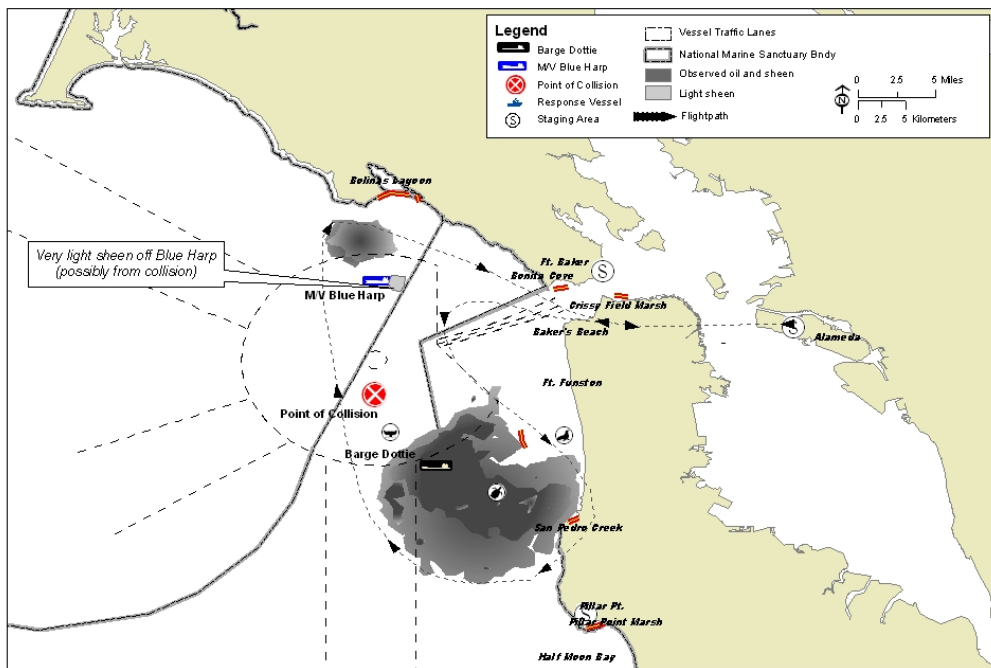 Legend
Barge Dottie
M/V Blue Harp
Point of Collision
Response Vessel
S
Staging Area
Vessel Traffic Lanes
National Marine Sanctuary Bndy
Observed oil and sheen
Light sheen
Flightpath
0 2.5 5 Miles
N
0 2.5 5 Kilometers
Bolinas Lagoon
Very light sheen off Blue Harp
(possibly from collision)
M/V Blue Harp
Ft. Baker
S
Bonita Cove
Crissy Field Marsh
Baker's Beach
S
Alameda
Ft. Funston
Point of Collision
Barge Dottie
San Pedro Creek
S
Pillar Pt.
Pillar Point Marsh
Half Moon Bay